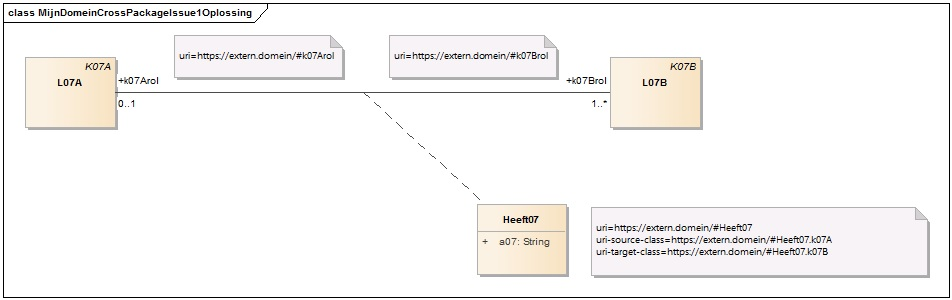 class MijnDomeinCrossPackageIssue1Oplossing
uri=https://extern.domein/#k07Arol
uri=https://extern.domein/#k07Brol
K07A
L07A
+k07Arol
0..1
+k07Brol
1..*
K07B
L07B
Heeft07
+ a07: String
uri=https://extern.domein/#Heeft07
uri-source-class=https://extern.domein/#Heeft07.k07A
uri-target-class=https://extern.domein/#Heeft07.k07B